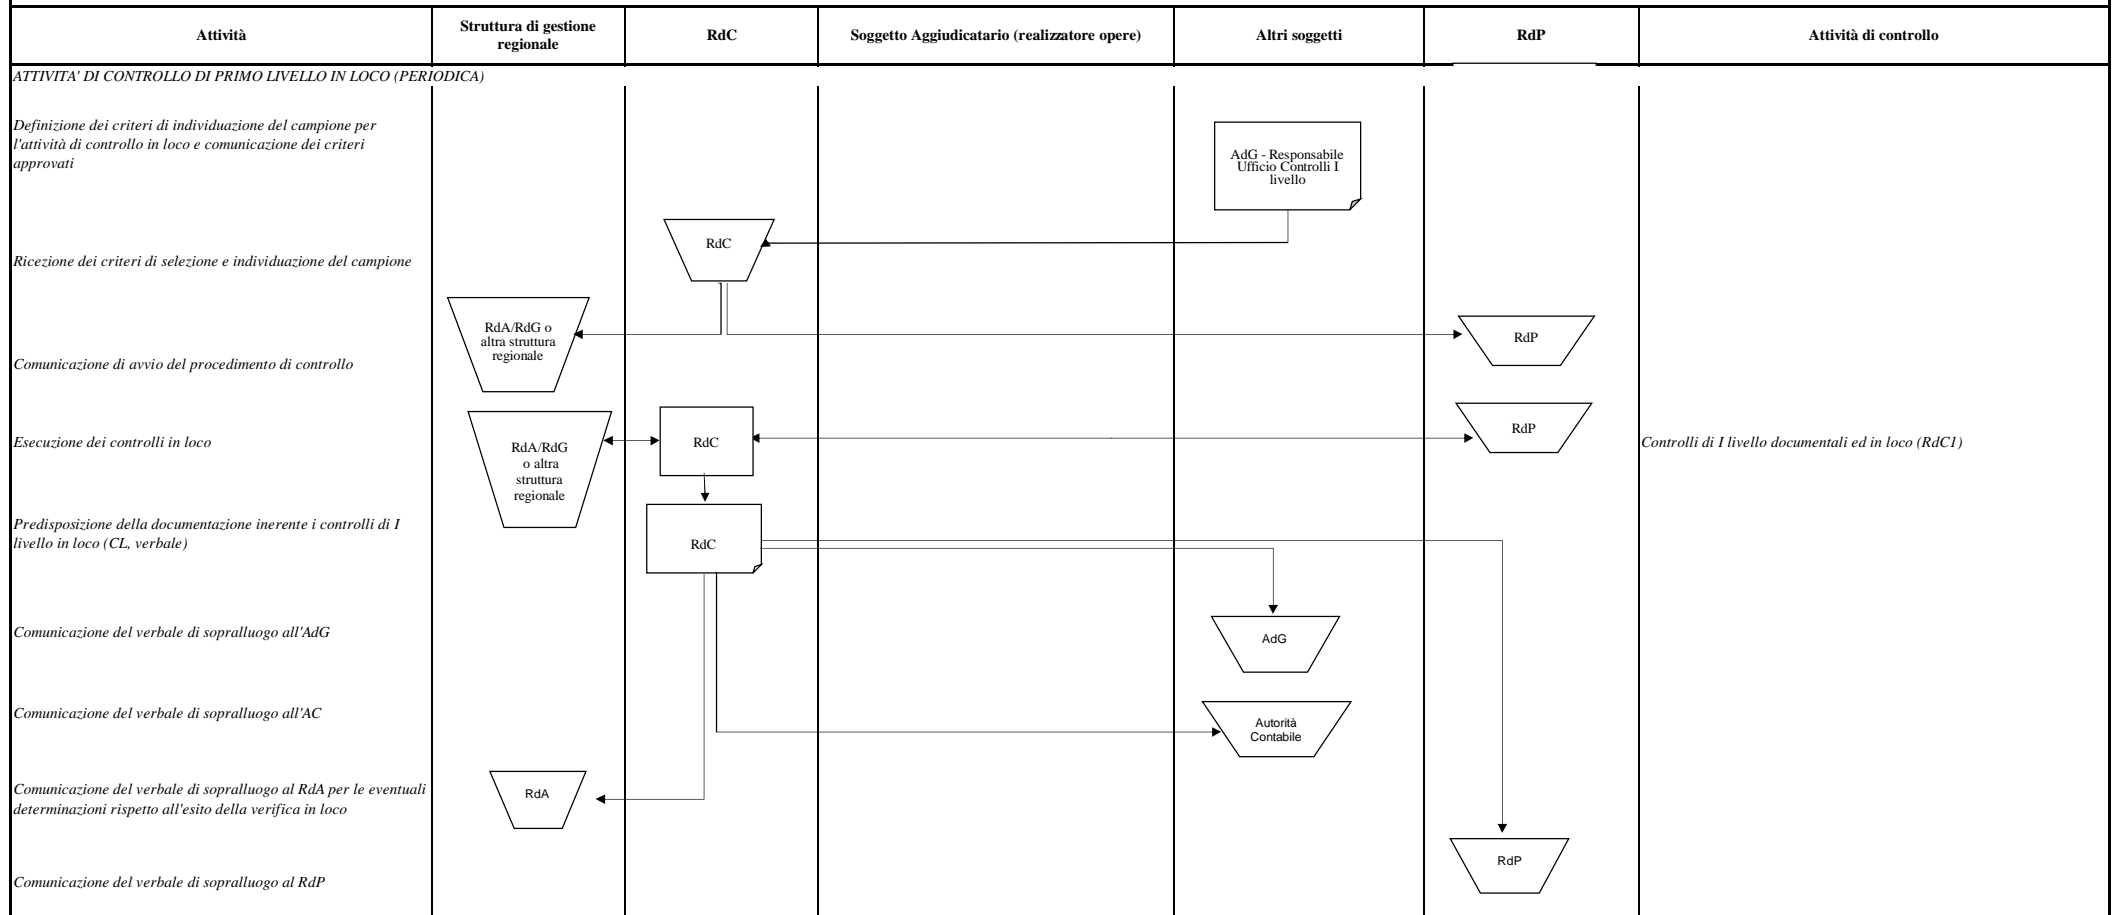 Attività
Struttura di gestione
regionale
RdC
Soggetto Aggiudicatario (realizzatore opere)
Altri soggetti
RdP
Attività di controllo
ATTIVITA' DI CONTROLLO DI PRIMO LIVELLO IN LOCO (PERIODICA)
Definizione dei criteri di individuazione del campione per
l'attività di controllo in loco e comunicazione dei criteri
approvati
AdG - Responsabile
Ufficio Controlli I
livello
RdC
Ricezione dei criteri di selezione e individuazione del campione
RdA/RdG o
altra struttura
regionale
RdP
Comunicazione di avvio del procedimento di controllo
Esecuzione dei controlli in loco
RdA/RdG
o altra
struttura
regionale
RdC
RdP
Controlli di I livello documentali ed in loco (RdC1)
Predisposizione della documentazione inerente i controlli di I
livello in loco (CL, verbale)
RdC
Comunicazione del verbale di sopralluogo all'AdG
AdG
Comunicazione del verbale di sopralluogo all'AC
Autorità
Contabile
Comunicazione del verbale di sopralluogo al RdA per le eventuali
determinazioni rispetto all'esito della verifica in loco
RdA
RdP
Comunicazione del verbale di sopralluogo al RdP